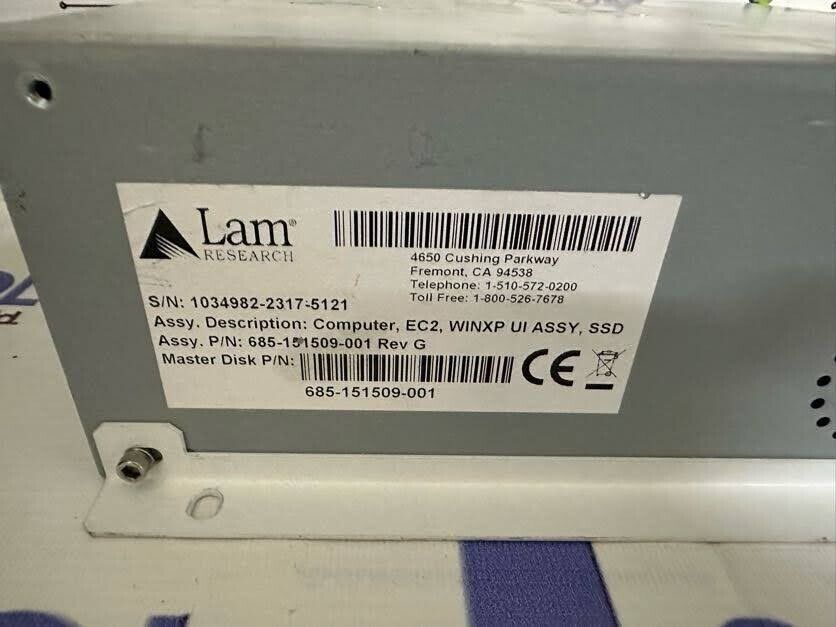 Lam®
RESEARCH
4650 Cushing Parkway
Fremont, CA 94538
Telephone: 1-510-572-0200
Toll Free: 1-800-526-7678
S/N: 1034982-2317-5121
Assy. Description: Computer, EC2, WINXP UI ASSY, SSD
Assy. P/N: 685-151509-001 Rev G
Master Disk P/N:
685-151509-001
CE